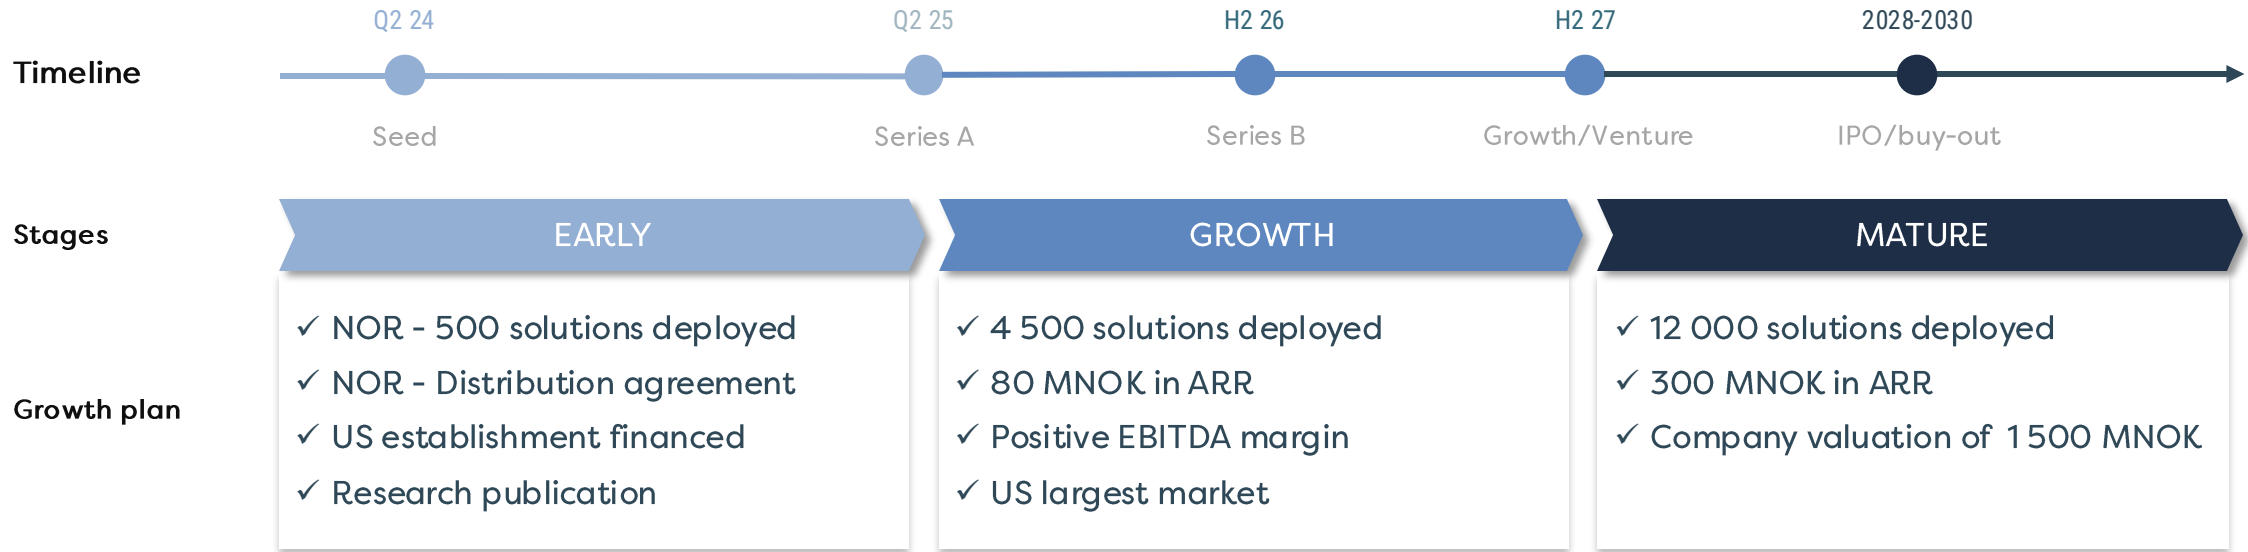 Q2 24
Q2 25
H2 26
H2 27
2028-2030
Timeline
Seed
Series A
Series B
Growth/Venture
IPO/buy-out
Stages
EARLY
GROWTH
MATURE
Growth plan
✓ NOR - 500 solutions deployed
✓ NOR - Distribution agreement
✓ US establishment financed
✓ Research publication
✓ 4 500 solutions deployed
✓ 80 MNOK in ARR
✓ Positive EBITDA margin
✓ US largest market
✓ 12 000 solutions deployed
✓ 300 MNOK in ARR
✓ Company valuation of 1 500 MNOK